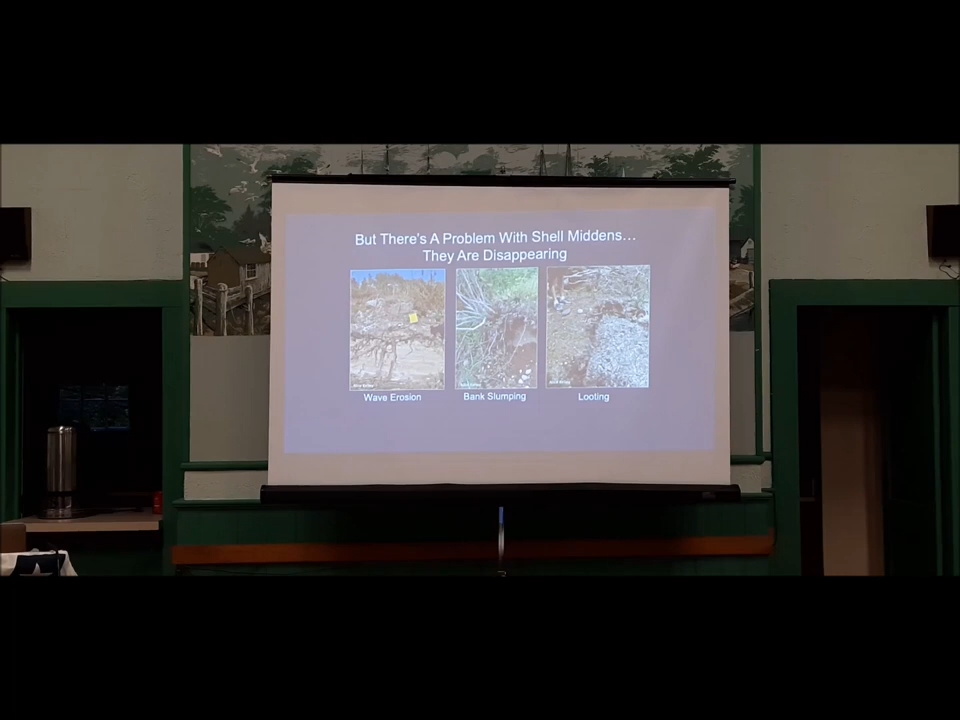 But There's A Problem With Shell Middens...
They Are Disappearing
Wave Erosion
Bank Slumping
Looting